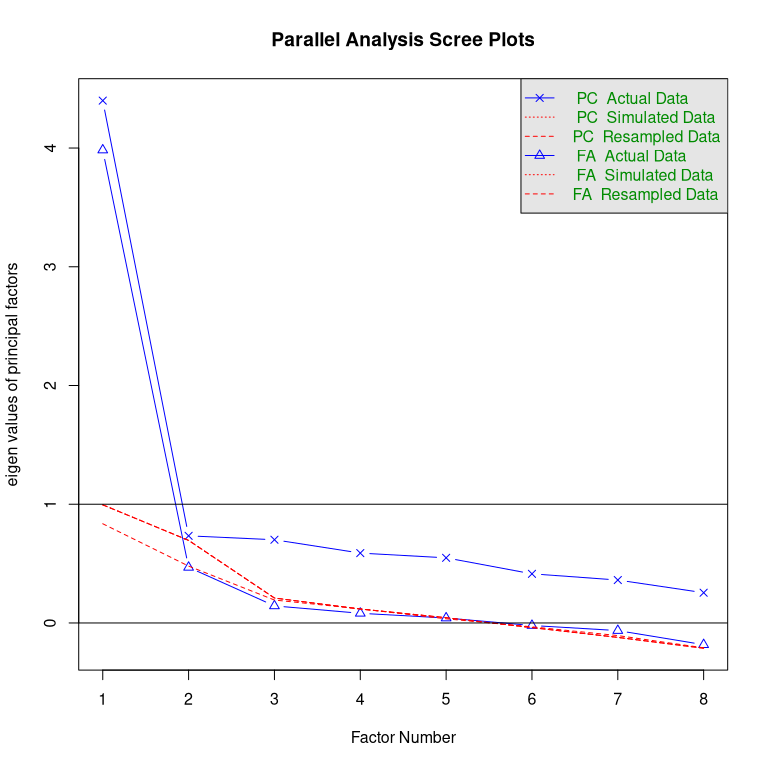 Parallel Analysis Scree Plots
PC Actual Data
PC Simulated Data
PC Resampled Data
FA Actual Data
FA Simulated Data
FA Resampled Data
eigen values of principal factors
4
3
2
1
0
1 2 3 4 5 6 7 8
Factor Number